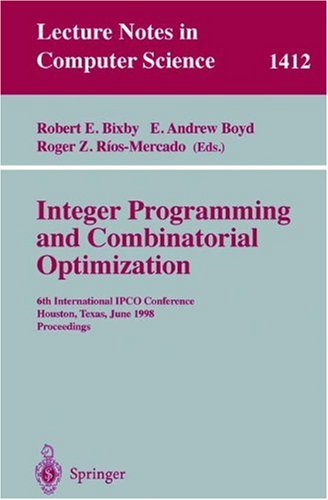 Lecture Notes in
Computer Science 1412
Robert E. Bixby E. Andrew Boyd
Roger Z. Ríos-Mercado (Eds.)
Integer Programming
and Combinatorial
Optimization
6th International IPCO Conference
Houston, Texas, June 1998
Proceedings
Springer